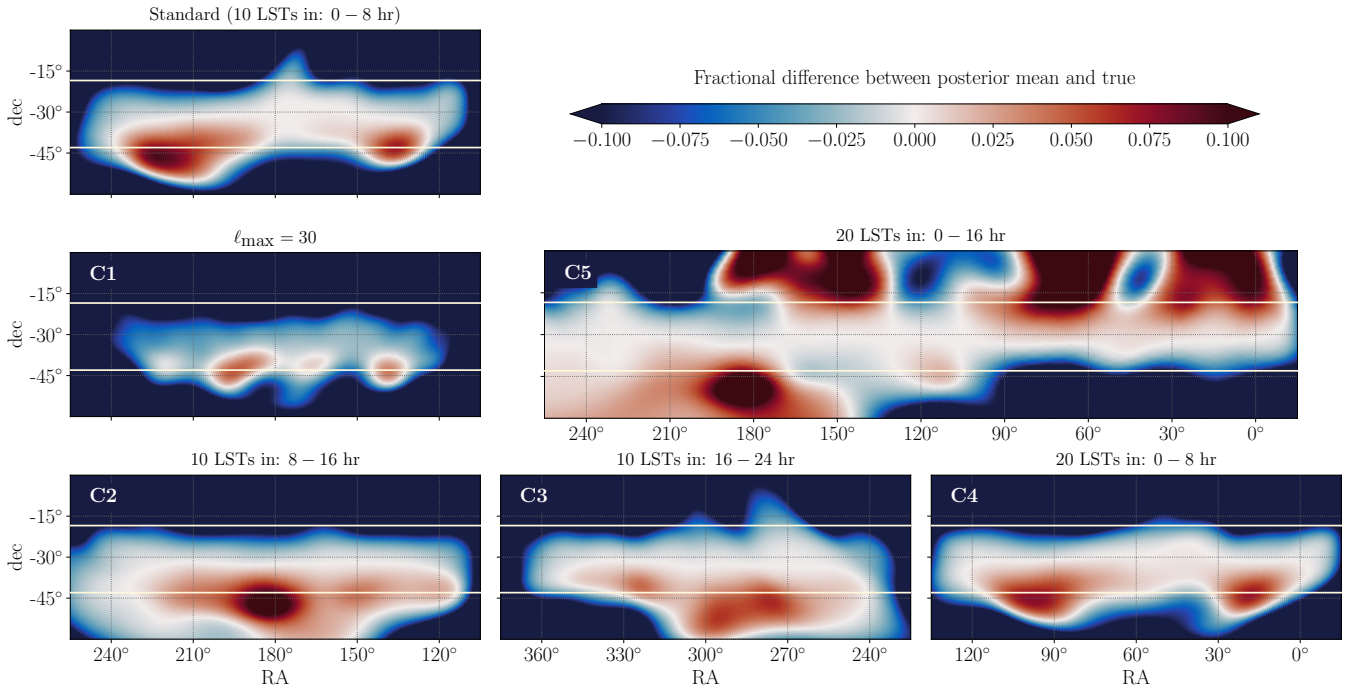 Standard (10 LSTs in: 0 − 8 hr)
-15°
-30°
-45°
dec
Fractional difference between posterior mean and true
−0.100 −0.075 −0.050 −0.025 0.000 0.025 0.050 0.075 0.100
ℓmax = 30
C1
-15°
-30°
-45°
dec
20 LSTs in: 0 − 16 hr
C5
240° 210° 180° 150° 120° 90° 60° 30° 0°
10 LSTs in: 8 − 16 hr
C2
-15°
-30°
-45°
dec
240° 210° 180° 150° 120°
RA
10 LSTs in: 16 − 24 hr
C3
360° 330° 300° 270° 240°
RA
20 LSTs in: 0 − 8 hr
C4
120° 90° 60° 30° 0°
RA